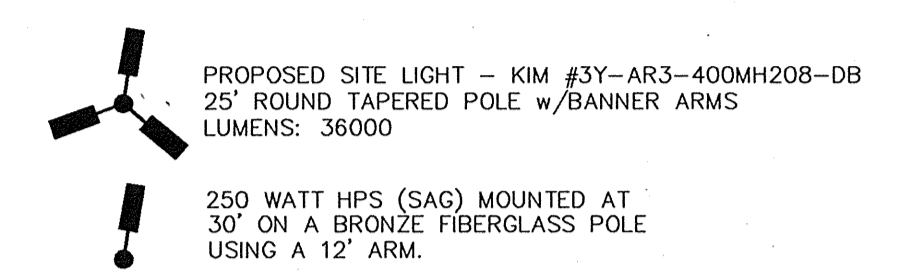 PROPOSED SITE LIGHT – KIM #3Y–AR3–400MH208–DB
25' ROUND TAPERED POLE w/BANNER ARMS
LUMENS: 36000
250 WATT HPS (SAG) MOUNTED AT
30' ON A BRONZE FIBERGLASS POLE
USING A 12' ARM.